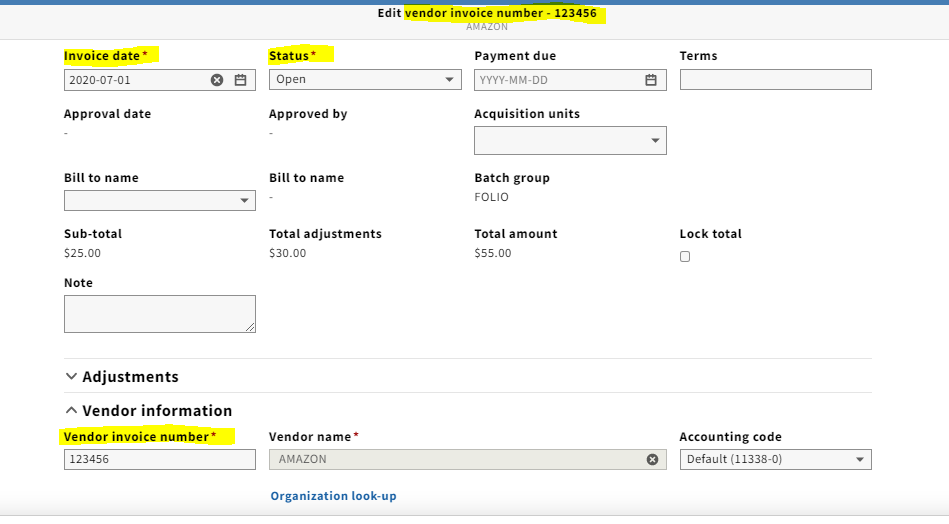 Edit vendor invoice number - 123456
AMAZON
Invoice date* Status* Payment due Terms
2020-07-01 Open YYYY-MM-DD
Approval date Approved by Acquisition units
- -
Bill to name Bill to name Batch group
- FOLIO
Sub-total Total adjustments Total amount Lock total
$25.00 $30.00 $55.00
Note
Adjustments
Vendor information
Vendor invoice number* Vendor name* Accounting code
123456 AMAZON Default (11338-0)
Organization look-up